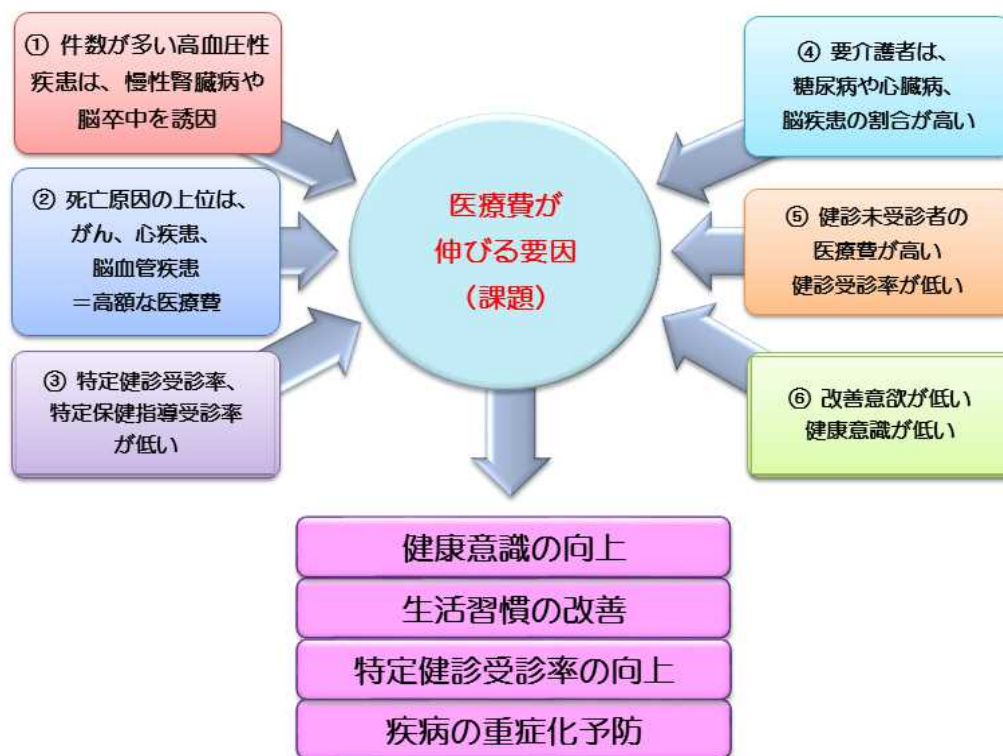 ① 件数が多い高血圧性
疾患は、慢性腎臓病や
脳卒中を誘因
② 死亡原因の上位は、
がん、心疾患、
脳血管疾患
＝高額な医療費
③ 特定健診受診率、
特定保健指導受診率
が低い
医療費が
伸びる要因
（課題）
④ 要介護者は、
糖尿病や心臓病、
脳疾患の割合が高い
⑤ 健診未受診者の
医療費が高い
健診受診率が低い
⑥ 改善意欲が低い
健康意識が低い
健康意識の向上
生活習慣の改善
特定健診受診率の向上
疾病の重症化予防